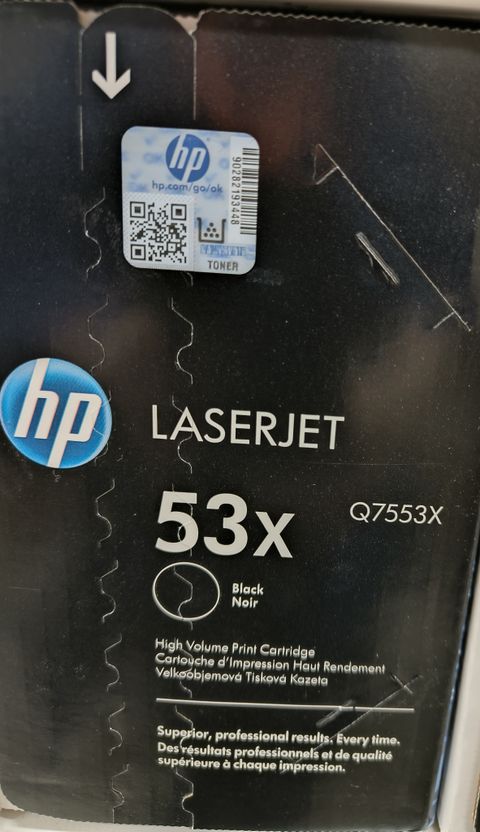 hp
hp.com/go/ok
90282193448
TONER
hp
LASERJET
53X
Q7553X
Black
Noir
High Volume Print Cartridge
Cartouche d'Impression Haut Rendement
Velkoobjemová Tisková Kazeta
Superior, professional results. Every time.
Des résultats professionnels et de qualité
supérieure à chaque impression.